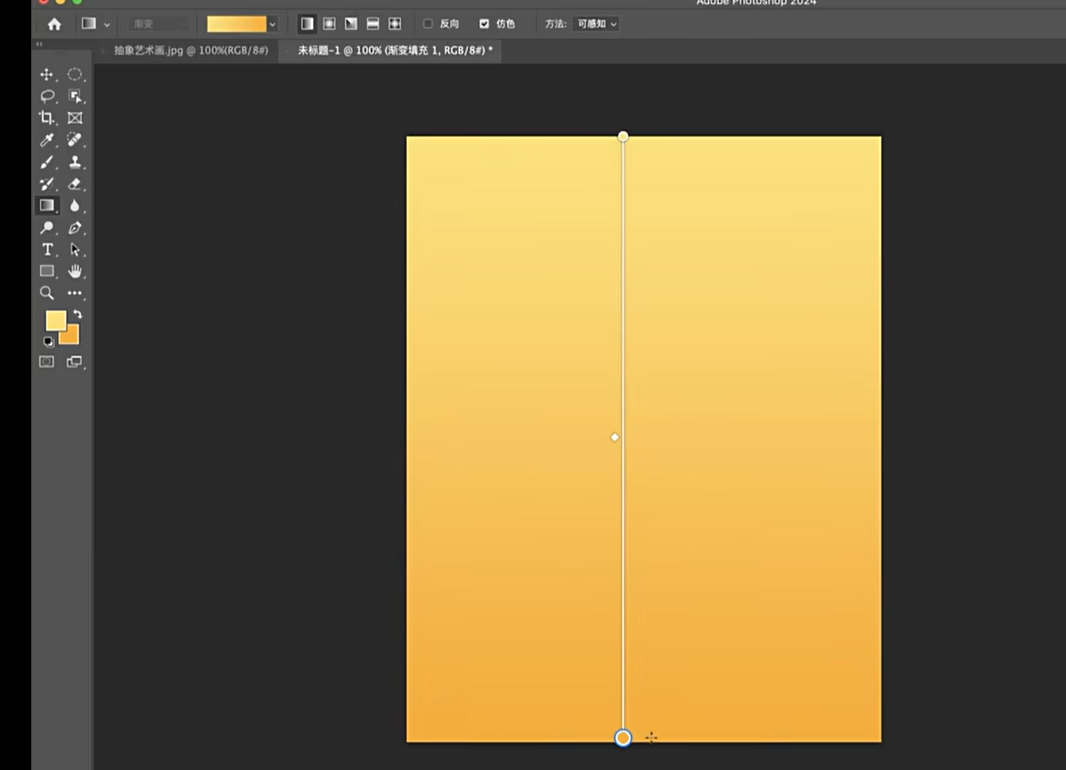 Adobe Photoshop 2024
渐变 反向 仿色 方法: 可感知
抽象艺术画.jpg @ 100%(RGB/8#) 未标题-1 @ 100% (渐变填充 1, RGB/8#) *